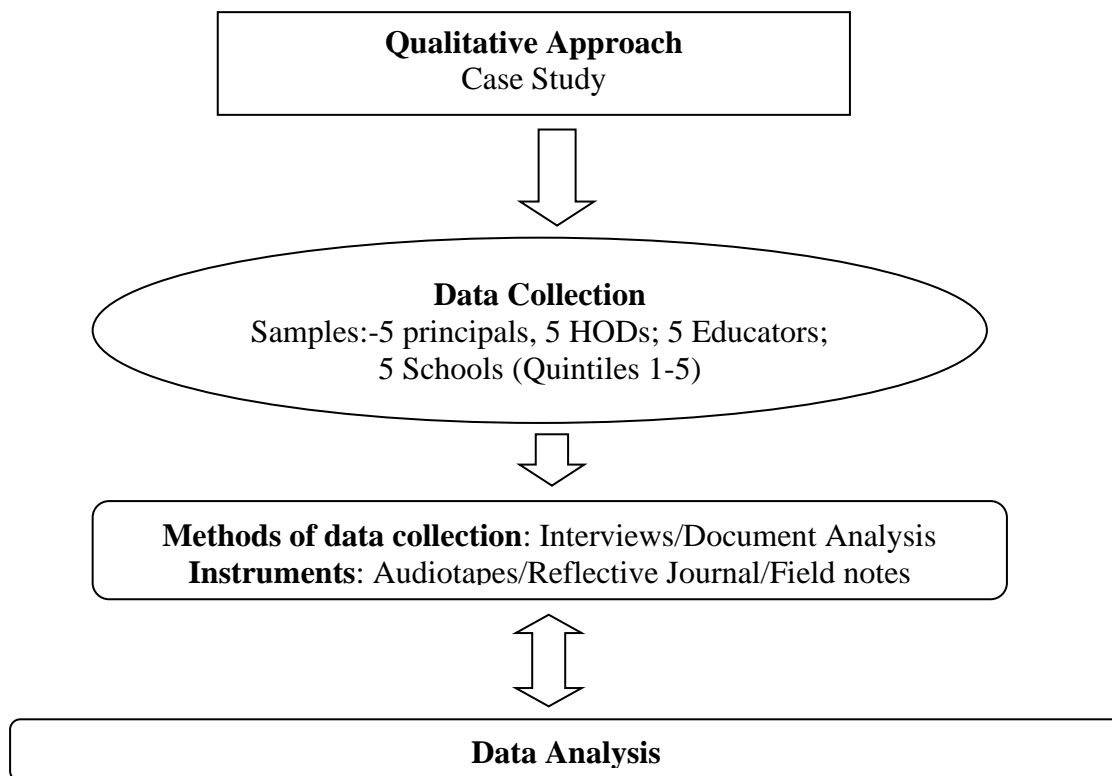 Qualitative Approach
Case Study
Data Collection
Samples:-5 principals, 5 HODs; 5 Educators;
5 Schools (Quintiles 1-5)
Methods of data collection: Interviews/Document Analysis
Instruments: Audiotapes/Reflective Journal/Field notes
Data Analysis